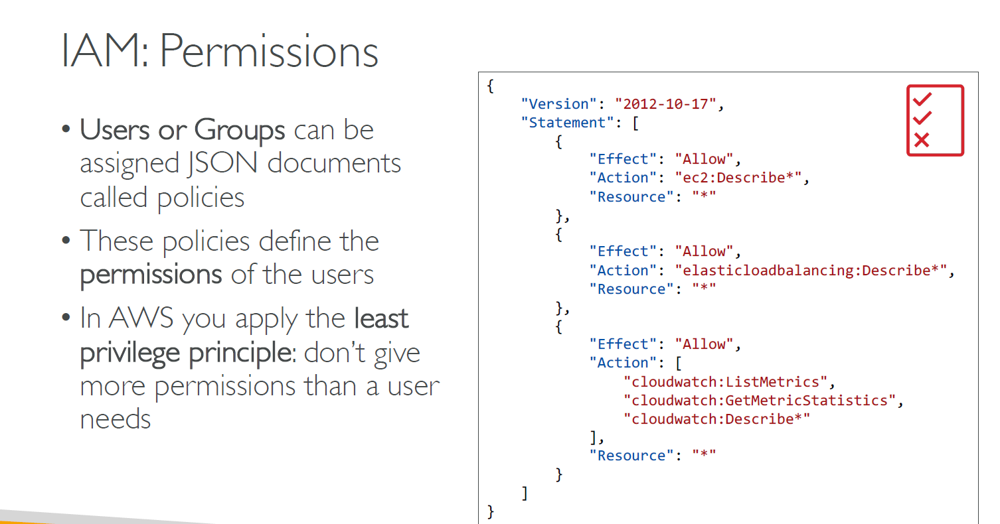 IAM: Permissions
• Users or Groups can be
assigned JSON documents
called policies
• These policies define the
permissions of the users
• In AWS you apply the least
privilege principle: don’t give
more permissions than a user
needs
{
    "Version": "2012-10-17",
    "Statement": [
        {
            "Effect": "Allow",
            "Action": "ec2:Describe*",
            "Resource": "*"
        },
        {
            "Effect": "Allow",
            "Action": "elasticloadbalancing:Describe*",
            "Resource": "*"
        },
        {
            "Effect": "Allow",
            "Action": [
                "cloudwatch:ListMetrics",
                "cloudwatch:GetMetricStatistics",
                "cloudwatch:Describe*"
            ],
            "Resource": "*"
        }
    ]
}